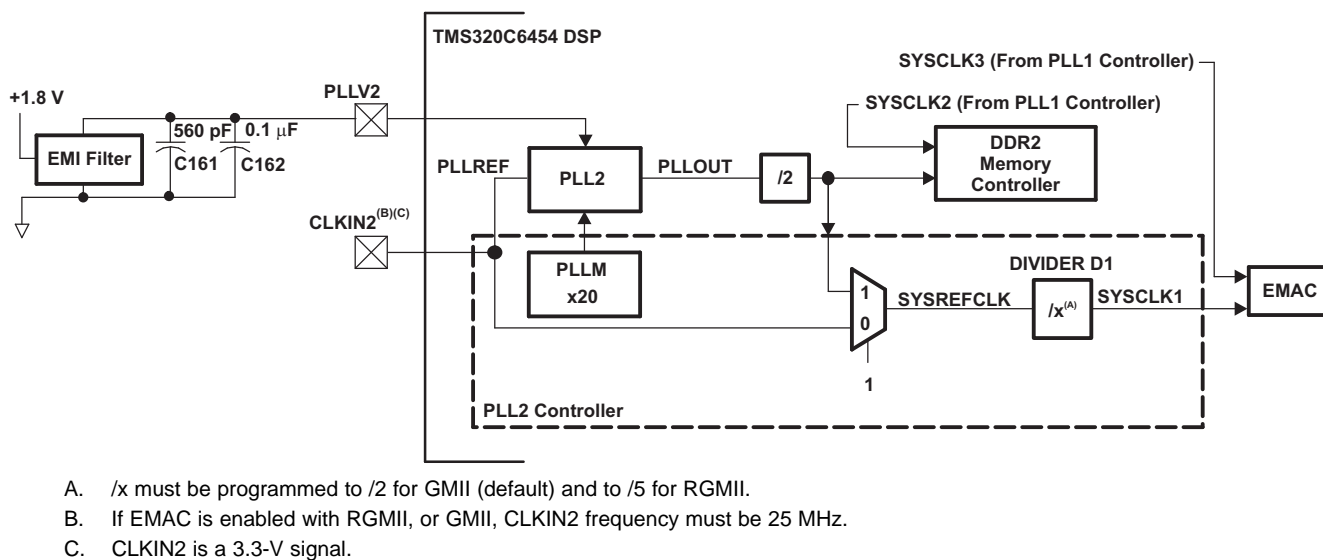 TMS320C6454 DSP
SYSCLK3 (From PLL1 Controller)
+1.8 V
PLLV2
SYSCLK2 (From PLL1 Controller)
560 pF
0.1 μF
EMI Filter
C161
C162
DDR2
Memory
Controller
PLLREF
PLL2
PLLOUT
/2
CLKIN2(B)(C)
PLLM
x20
DIVIDER D1
1
0
SYSREFCLK
/x(A)
SYSCLK1
EMAC
1
PLL2 Controller
A. /x must be programmed to /2 for GMII (default) and to /5 for RGMII.
B. If EMAC is enabled with RGMII, or GMII, CLKIN2 frequency must be 25 MHz.
C. CLKIN2 is a 3.3-V signal.